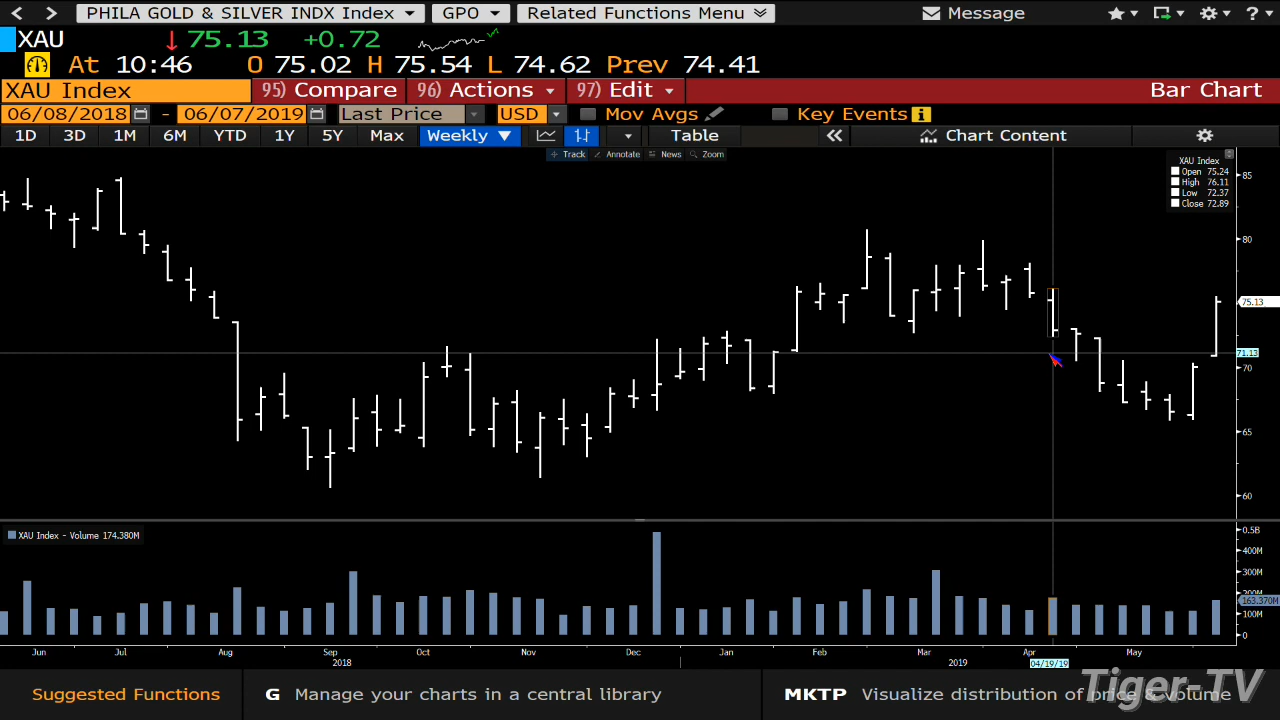 PHILA GOLD & SILVER INDX Index GPO Related Functions Menu Message ?
XAU 75.13 +0.72
At 10:46 O 75.02 H 75.54 L 74.62 Prev 74.41
XAU Index 95) Compare 96) Actions 97) Edit Bar Chart
06/08/2018 - 06/07/2019 Last Price USD Mov Avgs Key Events
1D 3D 1M 6M YTD 1Y 5Y Max Weekly Table Chart Content
Track Annotate News Zoom
XAU Index
Open 75.24
High 76.11
Low 72.37
Close 72.89
85
80
75.13
71.13
70
65
60
XAU Index - Volume 174.380M
0.5B
400M
300M
200M
163.370M
100M
0
Jun Jul Aug Sep Oct Nov Dec Jan Feb Mar Apr May
2018 2019 04/19/19
Suggested Functions G Manage your charts in a central library MKTP Visualize distribution of price & volume
Tiger-TV